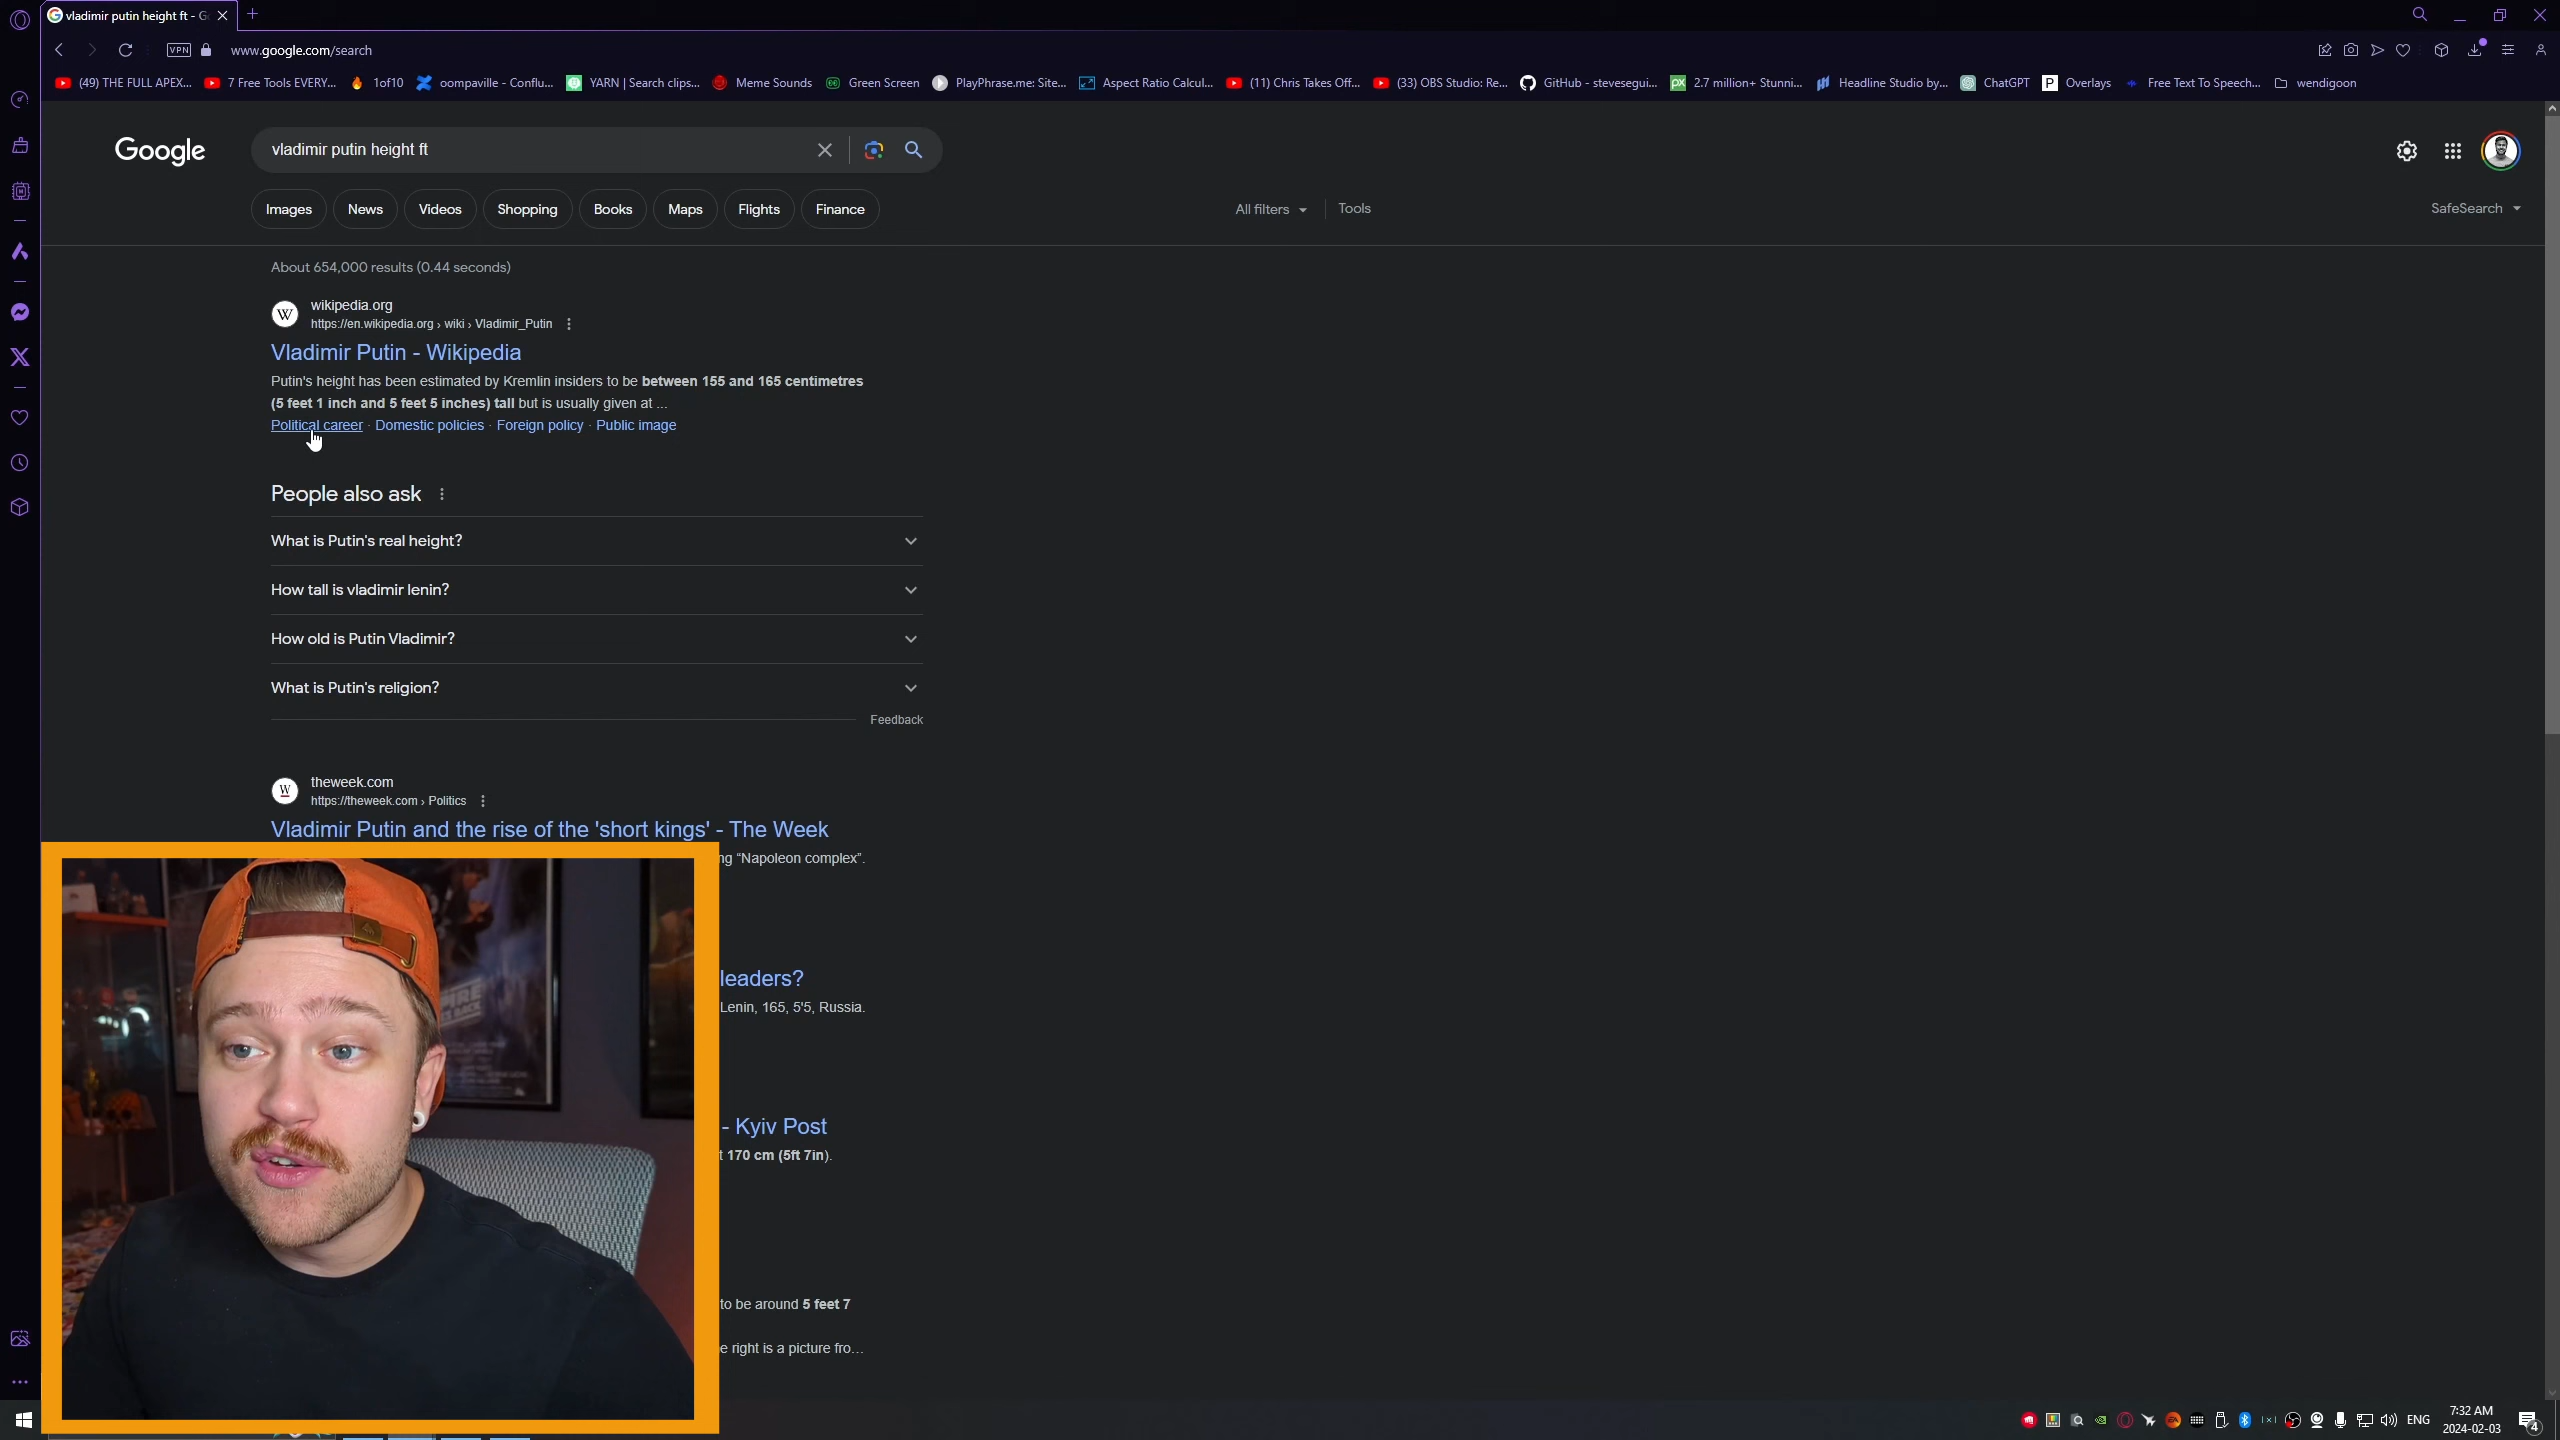 vladimir putin height ft - G
VPN
www.google.com/search
(49) THE FULL APEX...
7 Free Tools EVERY...
1of10
oompaville - Conflu...
YARN | Search clips...
Meme Sounds
Green Screen
PlayPhrase.me: Site...
Aspect Ratio Calcul...
(11) Chris Takes Off...
(33) OBS Studio: Re...
GitHub - stevesegui...
2.7 million+ Stunni...
Headline Studio by...
ChatGPT
Overlays
Free Text To Speech...
wendigoon
Google
vladimir putin height ft
Images
News
Videos
Shopping
Books
Maps
Flights
Finance
All filters
Tools
SafeSearch
About 654,000 results (0.44 seconds)
wikipedia.org
https://en.wikipedia.org › wiki › Vladimir_Putin
Vladimir Putin - Wikipedia
Putin's height has been estimated by Kremlin insiders to be between 155 and 165 centimetres
(5 feet 1 inch and 5 feet 5 inches) tall but is usually given at ...
Political career · Domestic policies · Foreign policy · Public image
People also ask
What is Putin's real height?
How tall is vladimir lenin?
How old is Putin Vladimir?
What is Putin's religion?
Feedback
theweek.com
https://theweek.com › Politics
Vladimir Putin and the rise of the 'short kings' - The Week
ng “Napoleon complex”.
leaders?
Lenin, 165, 5'5, Russia.
- Kyiv Post
t 170 cm (5ft 7in).
to be around 5 feet 7
e right is a picture fro...
ENG
7:32 AM
2024-02-03
4